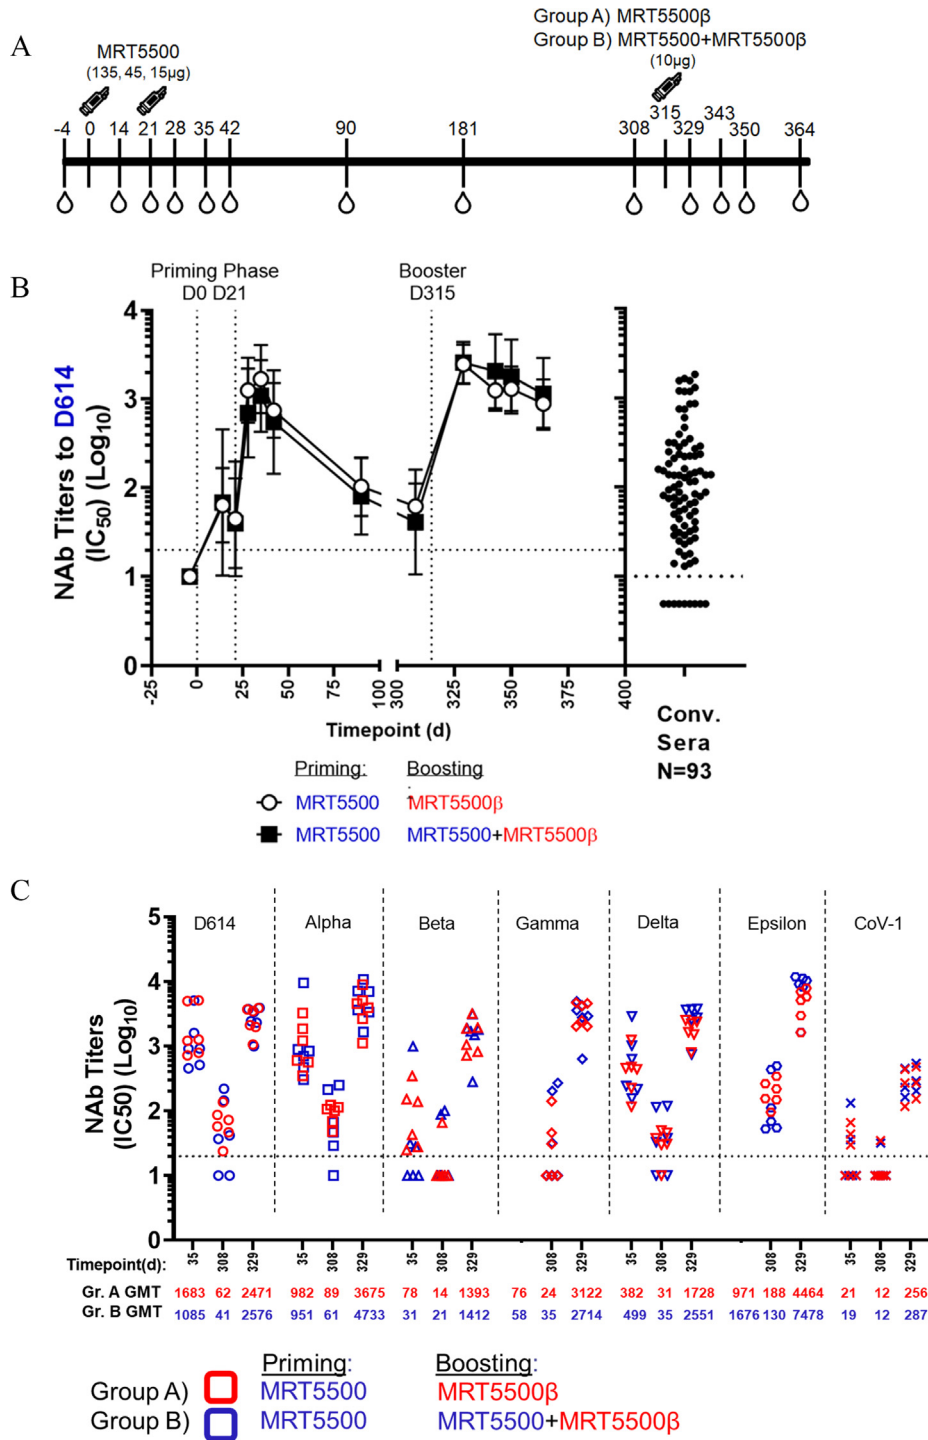 A
MRT5500
(135, 45, 15µg)
Group A) MRT5500β
Group B) MRT5500+MRT5500β
(10µg)
-4 0 14 21 28 35 42 90 181 308 315 329 343 350 364
B
Priming Phase
D0 D21
Booster
D315
NAb Titers to D614
(IC50) (Log10)
4
3
2
1
0
-25 0 25 50 75 100 300 325 350 375 400
Timepoint (d)
Conv.
Sera
N=93
Priming: Boosting
:
MRT5500 MRT5500β
MRT5500 MRT5500+MRT5500β
C
NAb Titers
(IC50) (Log10)
5
4
3
2
1
0
D614 Alpha Beta Gamma Delta Epsilon CoV-1
Timepoint(d): 35 308 329 35 308 329 35 308 329 308 329 35 308 329 308 329 35 308 329
Gr. A GMT 1683 62 2471 982 89 3675 78 14 1393 76 24 3122 382 31 1728 971 188 4464 21 12 256
Gr. B GMT 1085 41 2576 951 61 4733 31 21 1412 58 35 2714 499 35 2551 1676 130 7478 19 12 287
Priming: Boosting:
Group A) MRT5500 MRT5500β
Group B) MRT5500 MRT5500+MRT5500β